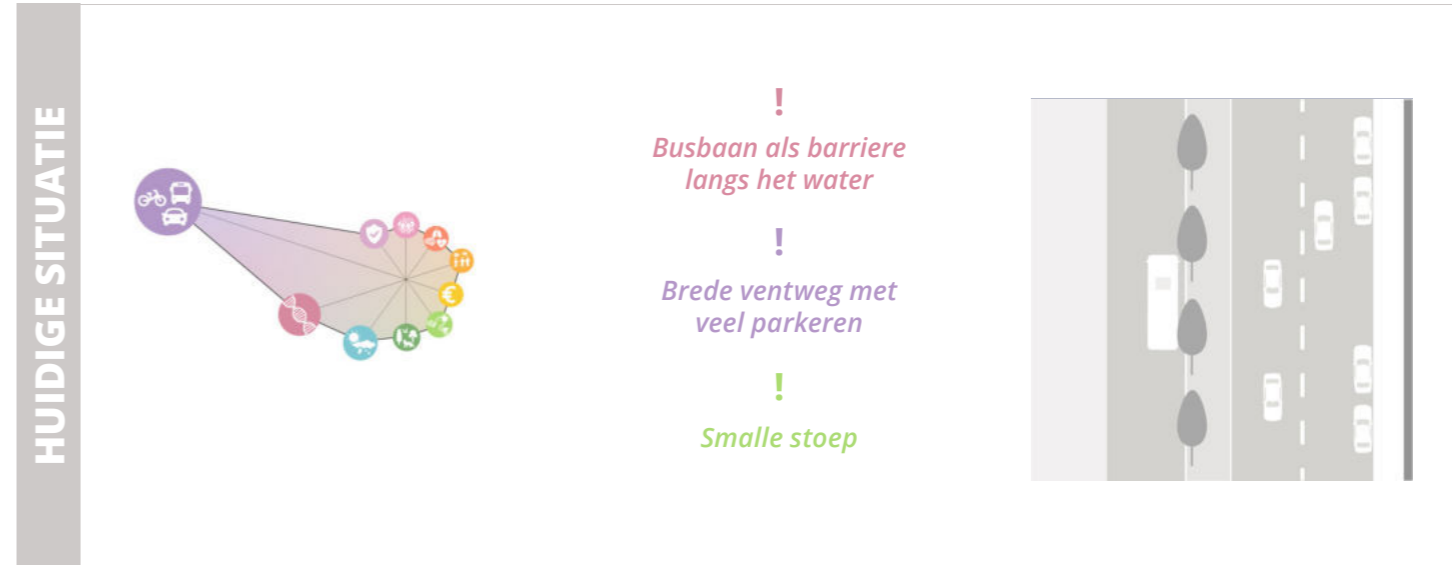 HUIDIGE SITUATIE
!
Busbaan als barriere
langs het water
!
Brede ventweg met
veel parkeren
!
Smalle stoep
€